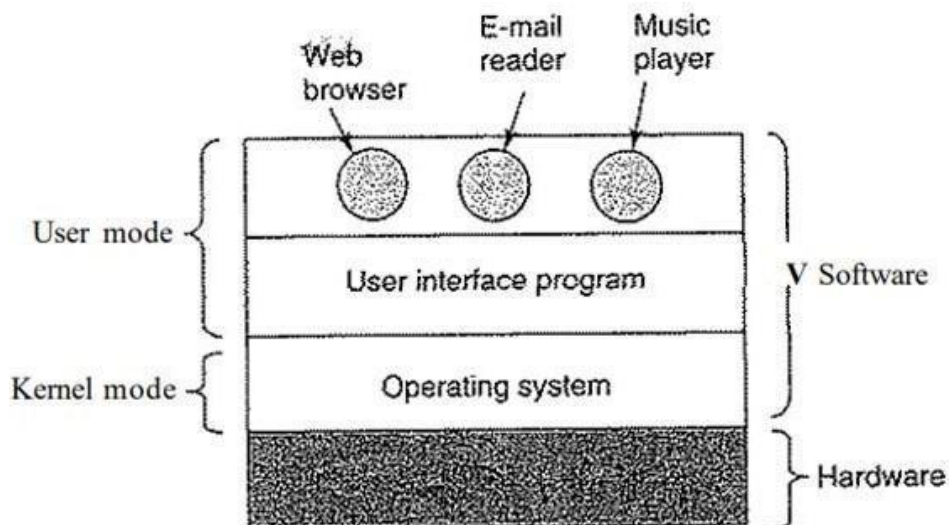 Web
browser
E-mail
reader
Music
player
User mode
User interface program
V Software
Kernel mode
Operating system
Hardware